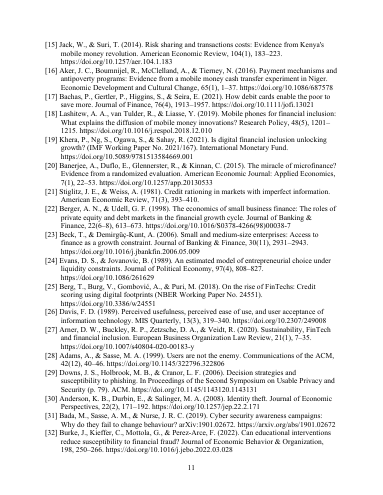 [15] Jack, W., & Suri, T. (2014). Risk sharing and transactions costs: Evidence from Kenya's
mobile money revolution. American Economic Review, 104(1), 183–223.
https://doi.org/10.1257/aer.104.1.183
[16] Aker, J. C., Boumnijel, R., McClelland, A., & Tierney, N. (2016). Payment mechanisms and
antipoverty programs: Evidence from a mobile money cash transfer experiment in Niger.
Economic Development and Cultural Change, 65(1), 1–37. https://doi.org/10.1086/687578
[17] Bachas, P., Gertler, P., Higgins, S., & Seira, E. (2021). How debit cards enable the poor to
save more. Journal of Finance, 76(4), 1913–1957. https://doi.org/10.1111/jofi.13021
[18] Lashitew, A. A., van Tulder, R., & Liasse, Y. (2019). Mobile phones for financial inclusion:
What explains the diffusion of mobile money innovations? Research Policy, 48(5), 1201–
1215. https://doi.org/10.1016/j.respol.2018.12.010
[19] Khera, P., Ng, S., Ogawa, S., & Sahay, R. (2021). Is digital financial inclusion unlocking
growth? (IMF Working Paper No. 2021/167). International Monetary Fund.
https://doi.org/10.5089/9781513584669.001
[20] Banerjee, A., Duflo, E., Glennerster, R., & Kinnan, C. (2015). The miracle of microfinance?
Evidence from a randomized evaluation. American Economic Journal: Applied Economics,
7(1), 22–53. https://doi.org/10.1257/app.20130533
[21] Stiglitz, J. E., & Weiss, A. (1981). Credit rationing in markets with imperfect information.
American Economic Review, 71(3), 393–410.
[22] Berger, A. N., & Udell, G. F. (1998). The economics of small business finance: The roles of
private equity and debt markets in the financial growth cycle. Journal of Banking &
Finance, 22(6–8), 613–673. https://doi.org/10.1016/S0378-4266(98)00038-7
[23] Beck, T., & Demirgüç-Kunt, A. (2006). Small and medium-size enterprises: Access to
finance as a growth constraint. Journal of Banking & Finance, 30(11), 2931–2943.
https://doi.org/10.1016/j.jbankfin.2006.05.009
[24] Evans, D. S., & Jovanovic, B. (1989). An estimated model of entrepreneurial choice under
liquidity constraints. Journal of Political Economy, 97(4), 808–827.
https://doi.org/10.1086/261629
[25] Berg, T., Burg, V., Gombović, A., & Puri, M. (2018). On the rise of FinTechs: Credit
scoring using digital footprints (NBER Working Paper No. 24551).
https://doi.org/10.3386/w24551
[26] Davis, F. D. (1989). Perceived usefulness, perceived ease of use, and user acceptance of
information technology. MIS Quarterly, 13(3), 319–340. https://doi.org/10.2307/249008
[27] Arner, D. W., Buckley, R. P., Zetzsche, D. A., & Veidt, R. (2020). Sustainability, FinTech
and financial inclusion. European Business Organization Law Review, 21(1), 7–35.
https://doi.org/10.1007/s40804-020-00183-y
[28] Adams, A., & Sasse, M. A. (1999). Users are not the enemy. Communications of the ACM,
42(12), 40–46. https://doi.org/10.1145/322796.322806
[29] Downs, J. S., Holbrook, M. B., & Cranor, L. F. (2006). Decision strategies and
susceptibility to phishing. In Proceedings of the Second Symposium on Usable Privacy and
Security (p. 79). ACM. https://doi.org/10.1145/1143120.1143131
[30] Anderson, K. B., Durbin, E., & Salinger, M. A. (2008). Identity theft. Journal of Economic
Perspectives, 22(2), 171–192. https://doi.org/10.1257/jep.22.2.171
[31] Bada, M., Sasse, A. M., & Nurse, J. R. C. (2019). Cyber security awareness campaigns:
Why do they fail to change behaviour? arXiv:1901.02672. https://arxiv.org/abs/1901.02672
[32] Burke, J., Kieffer, C., Mottola, G., & Perez-Arce, F. (2022). Can educational interventions
reduce susceptibility to financial fraud? Journal of Economic Behavior & Organization,
198, 250–266. https://doi.org/10.1016/j.jebo.2022.03.028
11